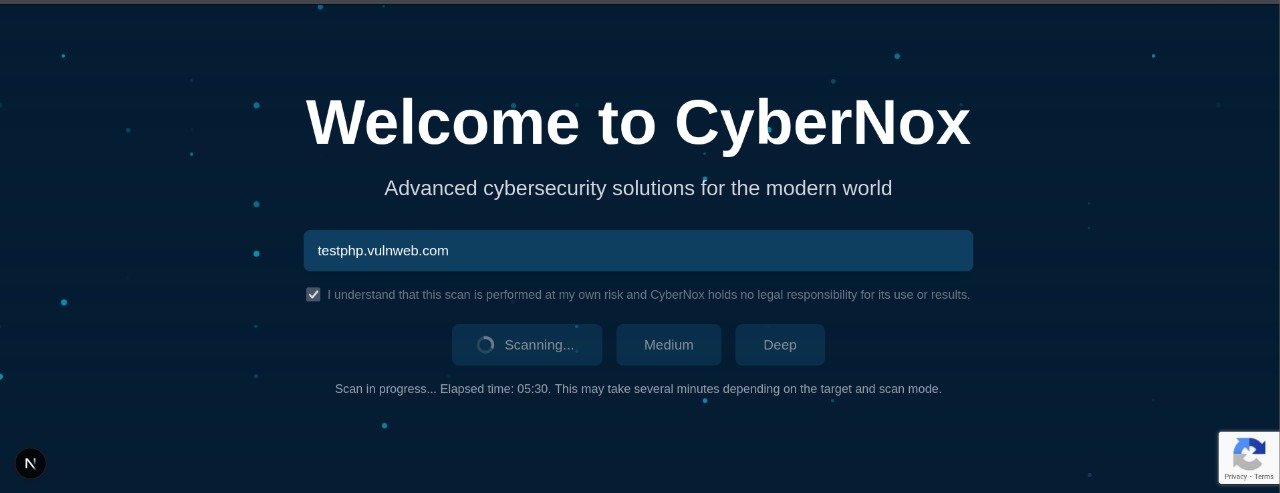 Welcome to CyberNox
Advanced cybersecurity solutions for the modern world
testphp.vulnweb.com
I understand that this scan is performed at my own risk and CyberNox holds no legal responsibility for its use or results.
Scanning... Medium Deep
Scan in progress... Elapsed time: 05:30. This may take several minutes depending on the target and scan mode.
N
Privacy - Terms